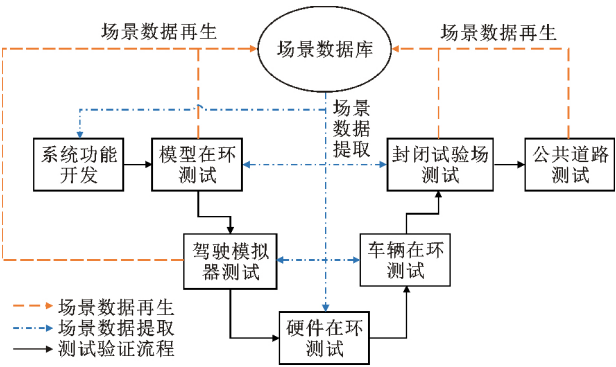 场景数据再生
场景数据库
场景数据再生
场景
数据
提取
系统功能
开发
模型在环
测试
封闭试验场
测试
公共道路
测试
驾驶模拟
器测试
车辆在环
测试
硬件在环
测试
场景数据再生
场景数据提取
测试验证流程